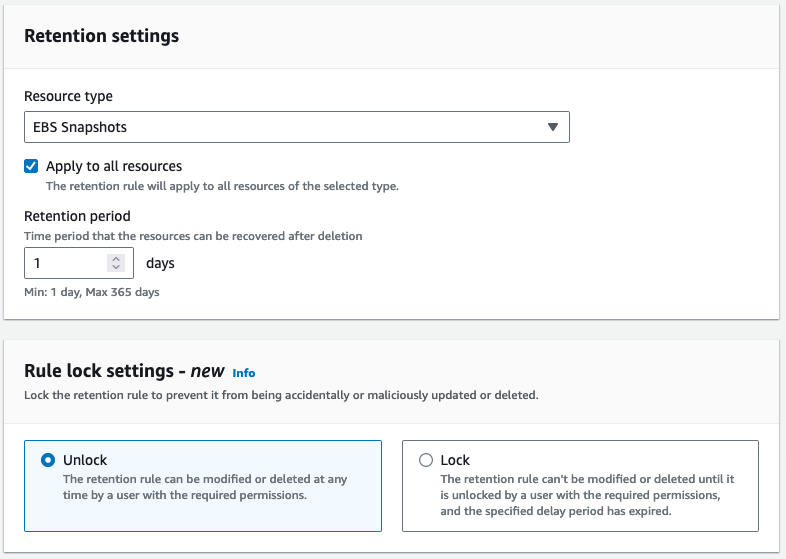 Retention settings
Resource type
EBS Snapshots
Apply to all resources
The retention rule will apply to all resources of the selected type.
Retention period
Time period that the resources can be recovered after deletion
1 days
Min: 1 day, Max 365 days
Rule lock settings - new Info
Lock the retention rule to prevent it from being accidentally or maliciously updated or deleted.
Unlock
The retention rule can be modified or deleted at any
time by a user with the required permissions.
Lock
The retention rule can't be modified or deleted until it
is unlocked by a user with the required permissions,
and the specified delay period has expired.